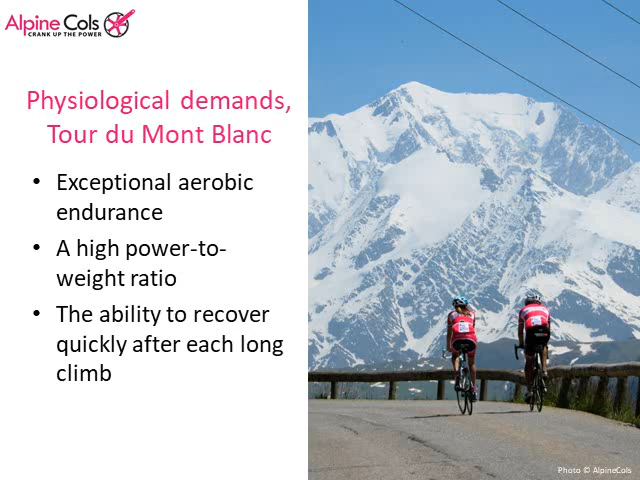 Alpine Cols
CRANK UP THE POWER
Physiological demands,
Tour du Mont Blanc
• Exceptional aerobic
endurance
• A high power-to-
weight ratio
• The ability to recover
quickly after each long
climb
Photo © AlpineCols